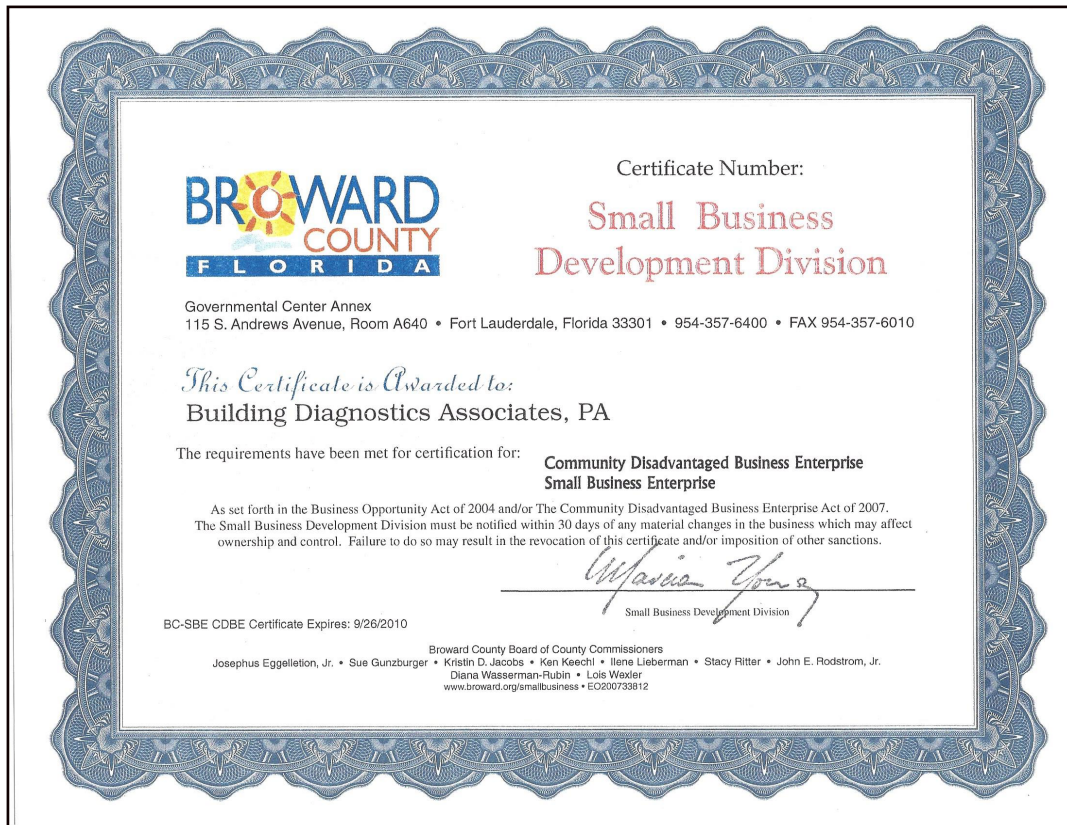 BROWARD
COUNTY
FLORIDA
Certificate Number:
Small Business
Development Division
Governmental Center Annex
115 S. Andrews Avenue, Room A640 • Fort Lauderdale, Florida 33301 • 954-357-6400 • FAX 954-357-6010
This Certificate is Awarded to:
Building Diagnostics Associates, PA
The requirements have been met for certification for:
Community Disadvantaged Business Enterprise
Small Business Enterprise
As set forth in the Business Opportunity Act of 2004 and/or The Community Disadvantaged Business Enterprise Act of 2007.
The Small Business Development Division must be notified within 30 days of any material changes in the business which may affect
ownership and control. Failure to do so may result in the revocation of this certificate and/or imposition of other sanctions.
Marcia Young
Small Business Development Division
BC-SBE CDBE Certificate Expires: 9/26/2010
Broward County Board of County Commissioners
Josephus Eggelletion, Jr. • Sue Gunzburger • Kristin D. Jacobs • Ken Keechl • Ilene Lieberman • Stacy Ritter • John E. Rodstrom, Jr.
Diana Wasserman-Rubin • Lois Wexler
www.broward.org/smallbusiness • EO200733812